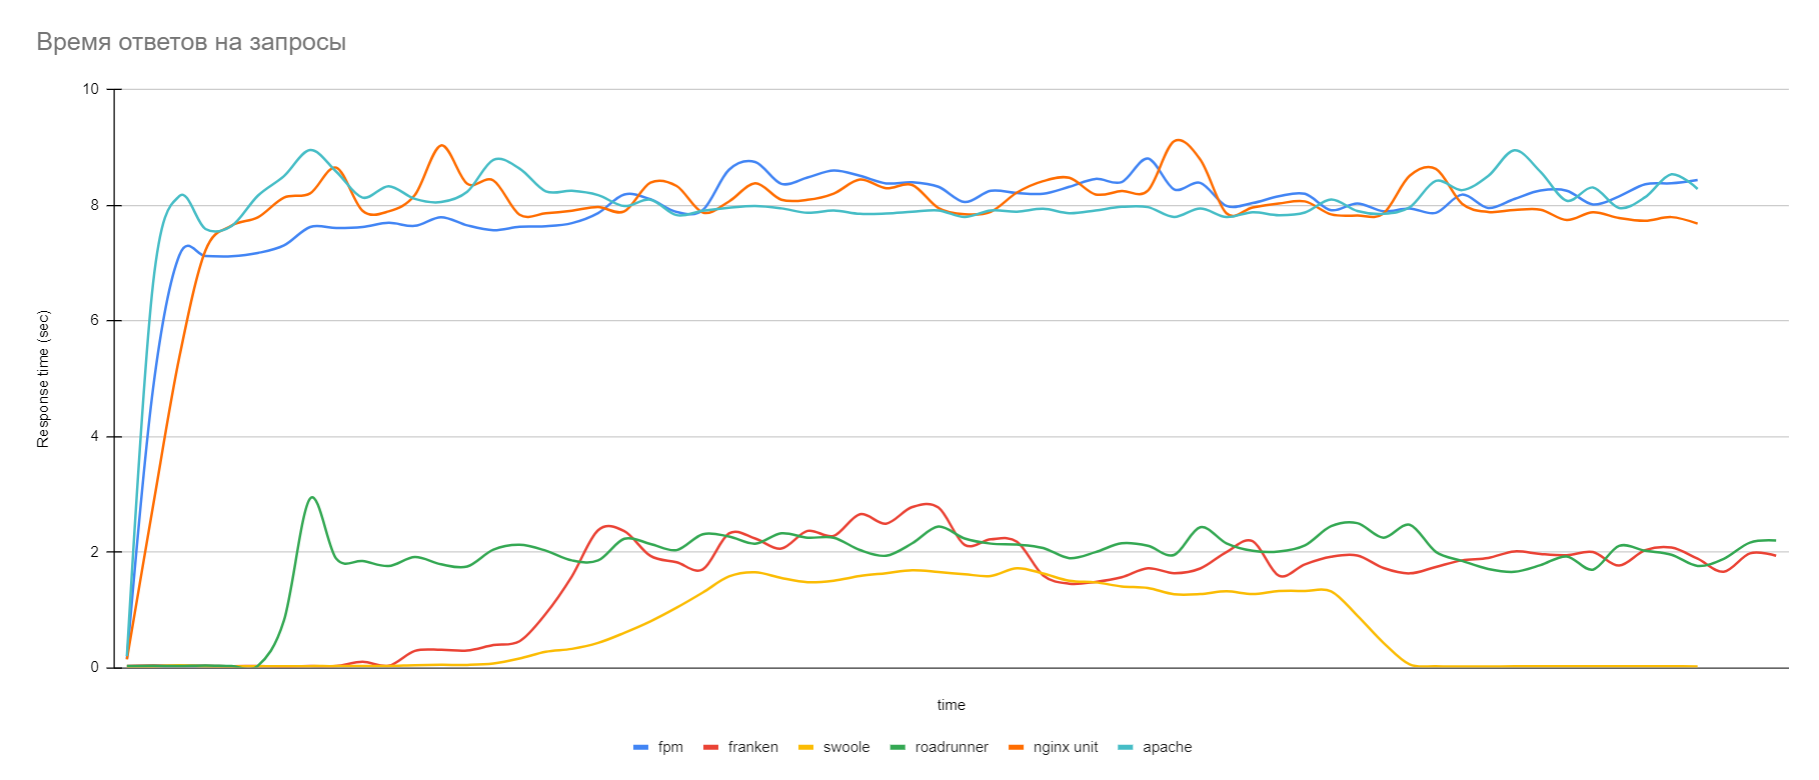 Время ответов на запросы
10
8
6
4
2
0
Response time (sec)
time
fpm franken swoole roadrunner nginx unit apache